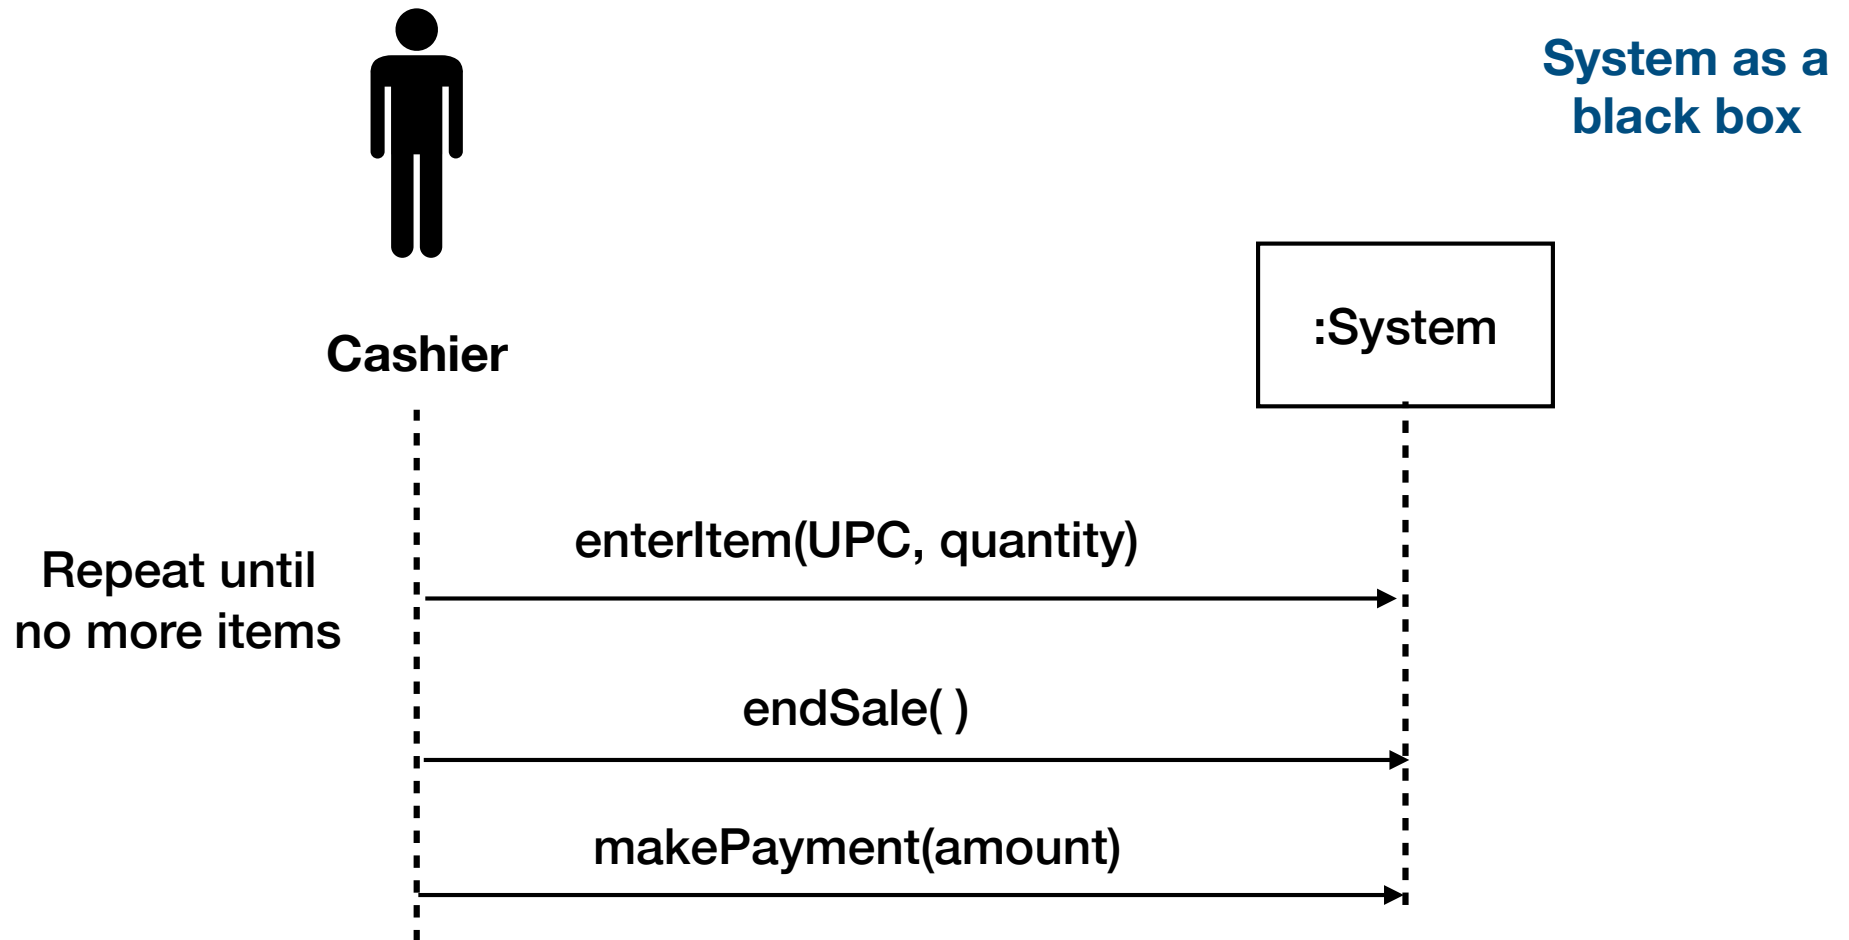 System as a
black box
:System
Cashier
enterItem(UPC, quantity)
Repeat until
no more items
endSale( )
makePayment(amount)